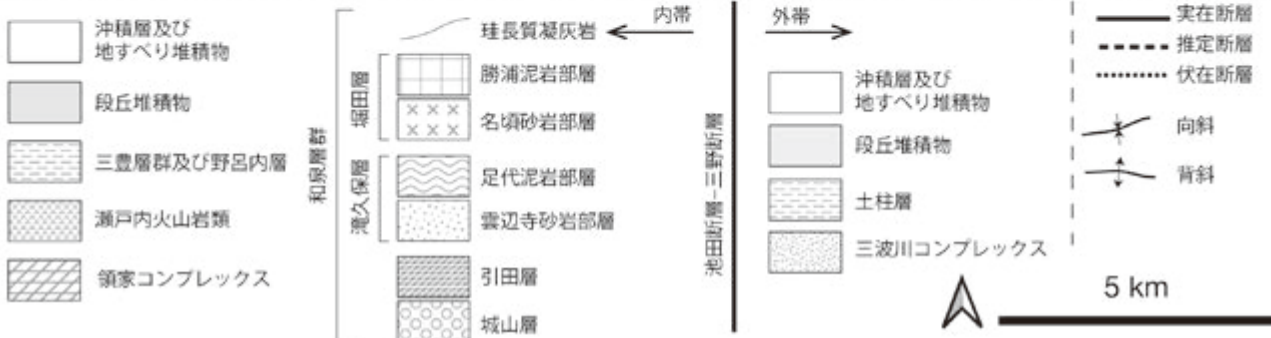 沖積層及び
地すべり堆積物
段丘堆積物
三豊層群及び野呂内層
瀬戸内火山岩類
領家コンプレックス
和泉層群
堀田層
滝久保層
珪長質凝灰岩
勝浦泥岩部層
名頃砂岩部層
足代泥岩部層
雲辺寺砂岩部層
引田層
城山層
内帯
外帯
池田断層−三野断層
沖積層及び
地すべり堆積物
段丘堆積物
土柱層
三波川コンプレックス
実在断層
推定断層
伏在断層
向斜
背斜
5 km